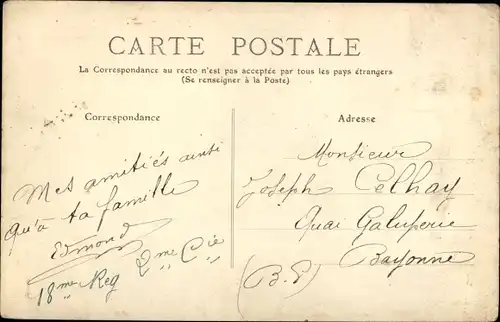 CARTE POSTALE
La Correspondance au recto n'est pas acceptée par tous les pays étrangers
(Se renseigner à la Poste)
Correspondance
Mes amitiés ainsi
qu'à ta famille
Edmond
18me Reg 2me Cie
Adresse
Monsieur
Joseph Celhay
Quai Galuperie
Bayonne
(B.P)